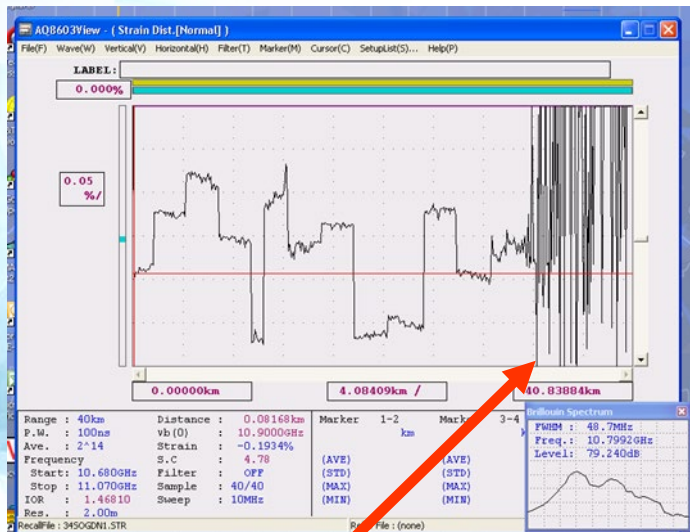 AQ8603View - ( Strain Dist.[Normal] )
File(F) Wave(W) Vertical(V) Horizontal(H) Filter(T) Marker(M) Cursor(C) SetupList(S)... Help(P)
LABEL:
0.000%
0.05
%/
0.00000km 4.08409km / 40.83884km
Range : 40km Distance : 0.08168km Marker 1-2 Marke 3-4
P.W. : 100ns vb(0) : 10.9000GHz km
Ave. : 2^14 Strain : -0.1934%
Frequency S.C : 4.78 (AVE) (AVE)
Start: 10.680GHz Filter : OFF (STD) (STD)
Stop : 11.070GHz Sample : 40/40 (MAX) (MAX)
IOR : 1.46810 Sweep : 10MHz (MIN) (MIN)
Res. : 2.00m
Brillouin Spectrum
FWHM : 48.7MHz
Freq.: 10.7992GHz
Level: 79.240dB
RecallFile : 3450GDN1.STR File : (none)